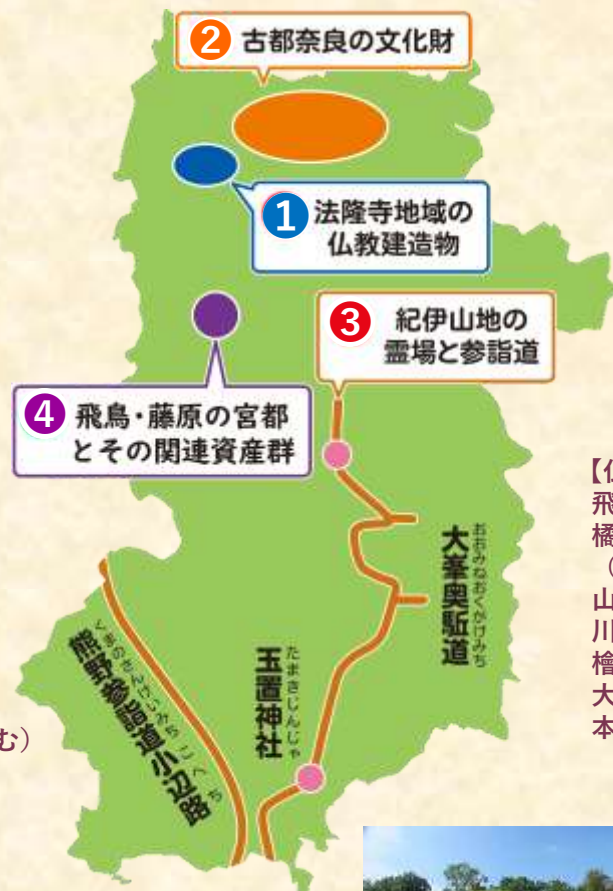 2 古都奈良の文化財
1 法隆寺地域の
仏教建造物
3 紀伊山地の
霊場と参詣道
4 飛鳥・藤原の宮都
とその関連資産群
おおみねおくがけみち
大峯奥駈道
たまきじんじゃ
玉置神社
くまのさんけいみちこへち
熊野参詣道小辺路
む）
飛
橘
（
山
川
檜
大
本